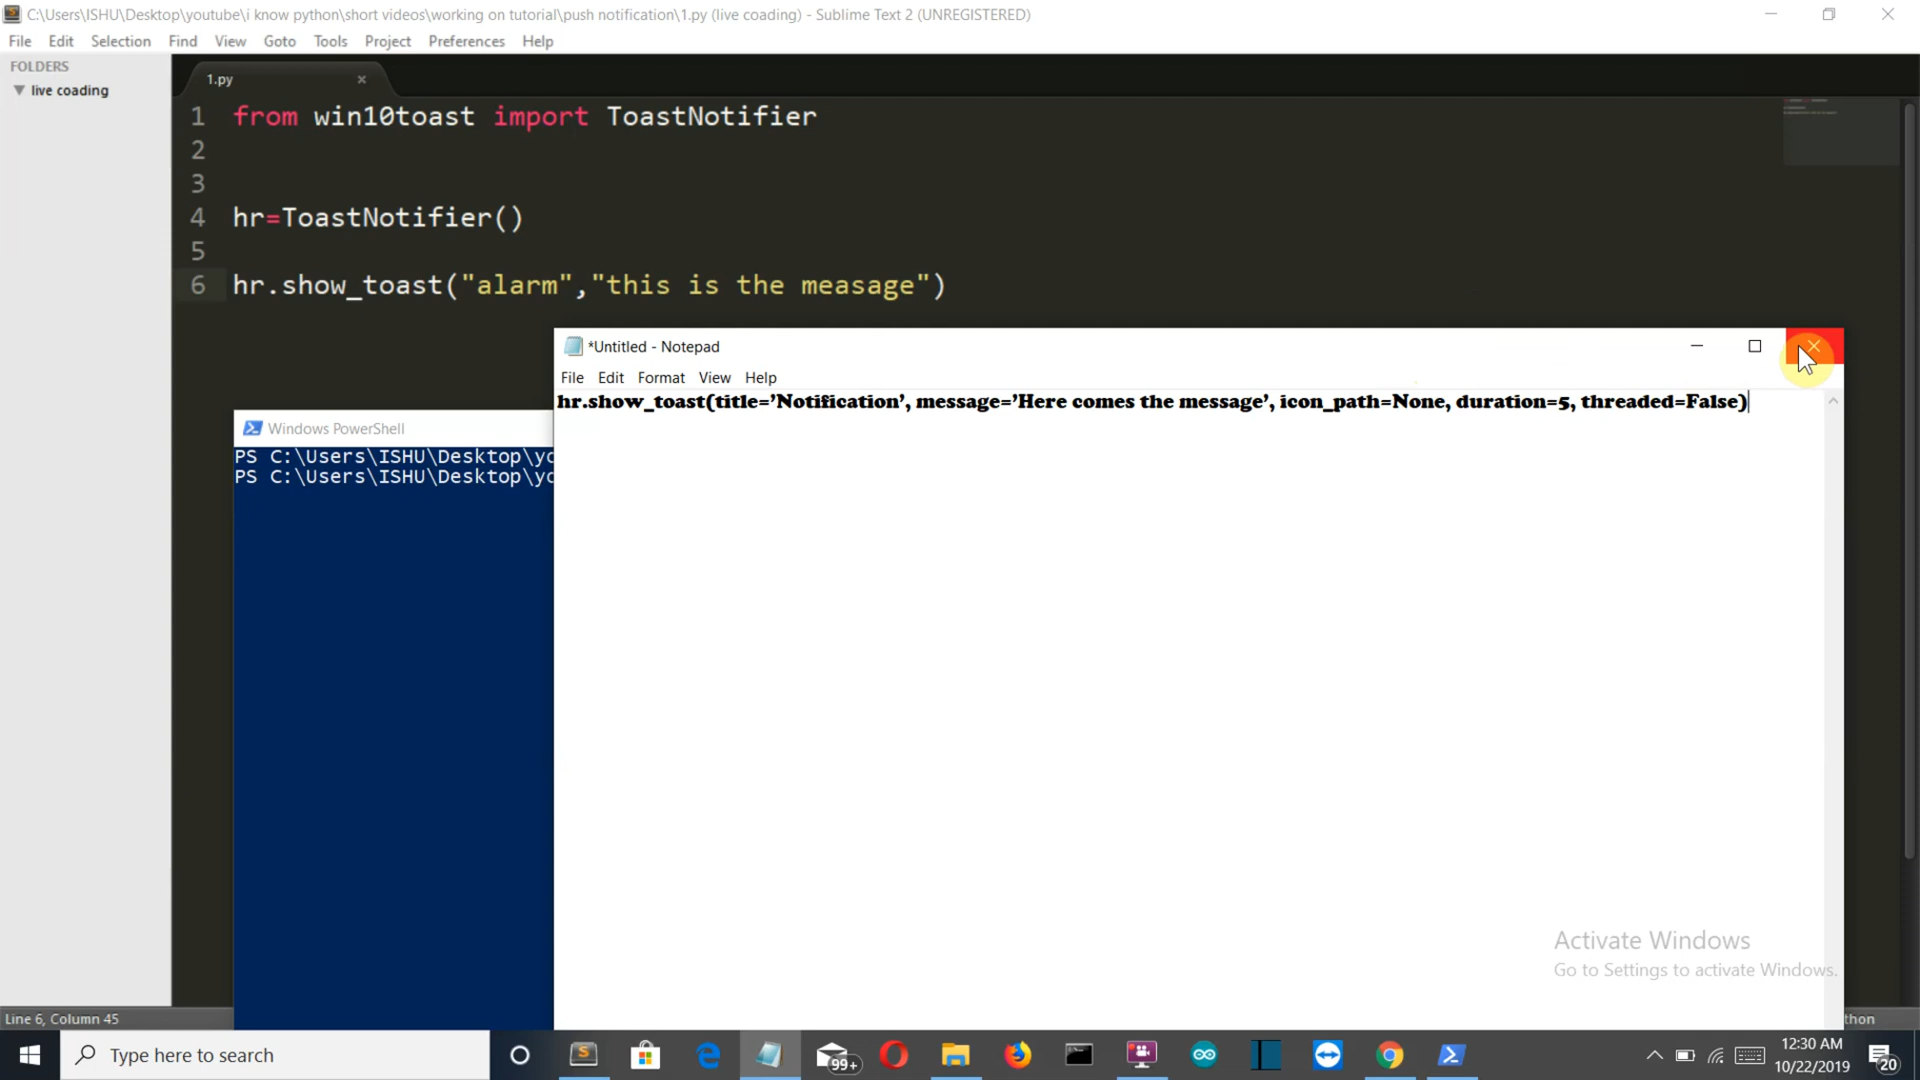 C:\Users\ISHU\Desktop\youtube\i know python\short videos\working on tutorial\push notification\1.py (live coading) - Sublime Text 2 (UNREGISTERED)
File Edit Selection Find View Goto Tools Project Preferences Help
FOLDERS
live coading
1.py
1 from win10toast import ToastNotifier
2
3
4 hr=ToastNotifier()
5
6 hr.show_toast("alarm","this is the meassage")
*Untitled - Notepad
File Edit Format View Help
hr.show_toast(title=’Notification’, message=’Here comes the message’, icon_path=None, duration=5, threaded=False)
Windows PowerShell
PS C:\Users\ISHU\Desktop\yo
PS C:\Users\ISHU\Desktop\yo
Activate Windows
Go to Settings to activate Windows.
Line 6, Column 45
thon
Type here to search
99+
12:30 AM
10/22/2019
20